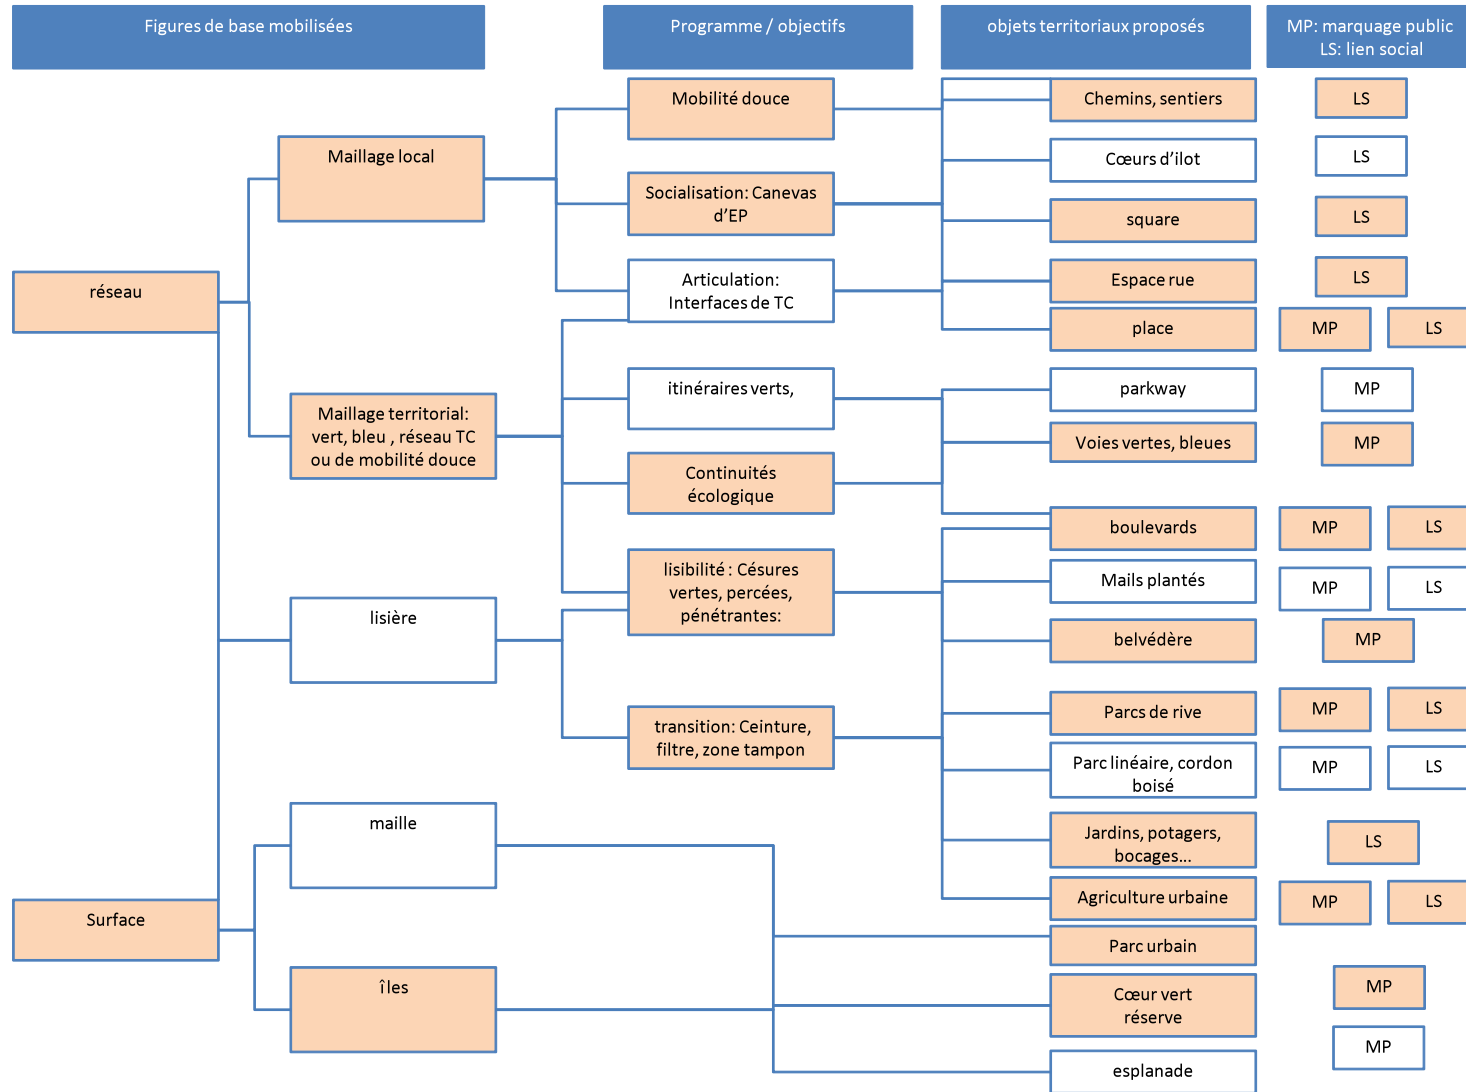 Figures de base mobilisées
Programme / objectifs
objets territoriaux proposés
MP: marquage public
LS: lien social
réseau
Surface
Maillage local
Maillage territorial:
vert, bleu , réseau TC
ou de mobilité douce
lisière
maille
îles
Mobilité douce
Socialisation: Canevas
d’EP
Articulation:
Interfaces de TC
itinéraires verts,
Continuités
écologique
lisibilité : Césures
vertes, percées,
pénétrantes:
transition: Ceinture,
filtre, zone tampon
Chemins, sentiers
LS
Cœurs d’ilot
LS
square
LS
Espace rue
LS
place
MP
LS
parkway
MP
Voies vertes, bleues
MP
boulevards
MP
LS
Mails plantés
MP
LS
belvédère
MP
Parcs de rive
MP
LS
Parc linéaire, cordon
boisé
MP
LS
Jardins, potagers,
bocages...
LS
Agriculture urbaine
MP
LS
Parc urbain
Cœur vert
réserve
MP
esplanade
MP